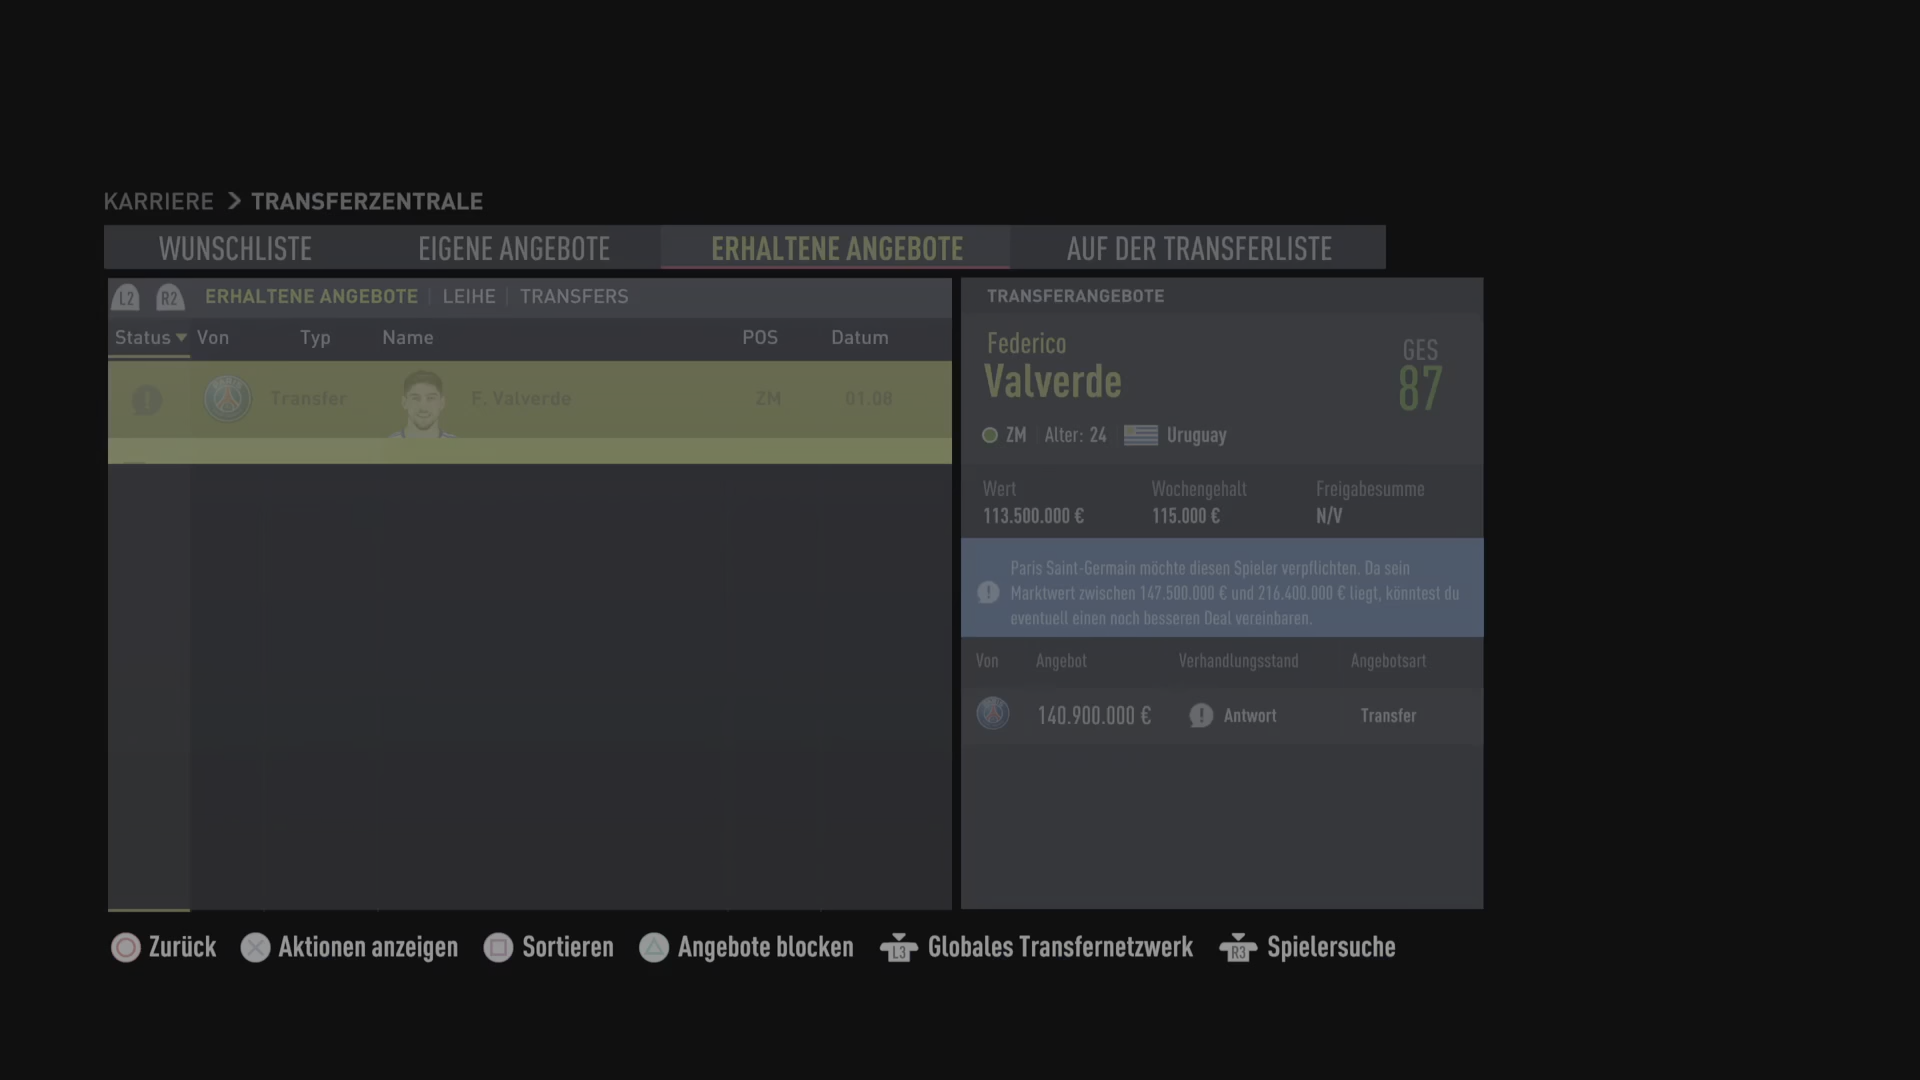 KARRIERE > TRANSFERZENTRALE
WUNSCHLISTE EIGENE ANGEBOTE ERHALTENE ANGEBOTE AUF DER TRANSFERLISTE
L2 R2 ERHALTENE ANGEBOTE LEIHE TRANSFERS
Status Von Typ Name POS Datum
Transfer F. Valverde ZM 01.08
TRANSFERANGEBOTE
Federico
Valverde
GES
87
ZM Alter: 24 Uruguay
Wert Wochengehalt Freigabesumme
113.500.000 € 115.000 € N/V
Paris Saint-Germain möchte diesen Spieler verpflichten. Da sein
Marktwert zwischen 147.500.000 € und 216.400.000 € liegt, könntest du
eventuell einen noch besseren Deal vereinbaren.
Von Angebot Verhandlungsstand Angebotsart
140.900.000 € Antwort Transfer
Zurück Aktionen anzeigen Sortieren Angebote blocken L3 Globales Transfernetzwerk R3 Spielersuche